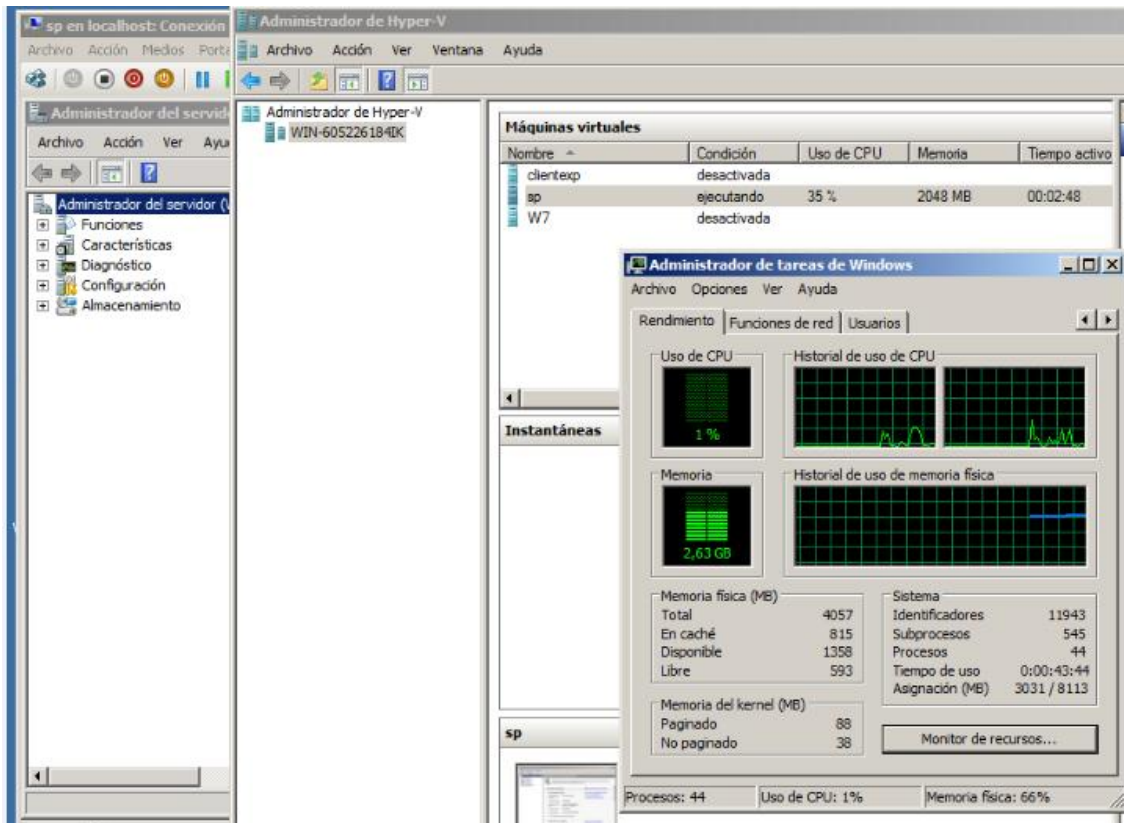 sp en localhost: Conexión
Archivo Acción Medios Porta
Administrador del servid
Archivo Acción Ver Ayu
Administrador del servidor (
Funciones
Características
Diagnóstico
Configuración
Almacenamiento
Administrador de Hyper-V
Archivo Acción Ver Ventana Ayuda
Administrador de Hyper-V
WIN-605226184IK
Máquinas virtuales
Nombre Condición Uso de CPU Memoria Tiempo activo
clientexp desactivada
sp ejecutando 35 % 2048 MB 00:02:48
W7 desactivada
Instantáneas
sp
Administrador de tareas de Windows
Archivo Opciones Ver Ayuda
Rendimiento Funciones de red Usuarios
Uso de CPU Historial de uso de CPU
1 %
Memoria Historial de uso de memoria física
2,63 GB
Memoria física (MB)
Total 4057
En caché 815
Disponible 1358
Libre 593
Memoria del kernel (MB)
Paginado 88
No paginado 38
Sistema
Identificadores 11943
Subprocesos 545
Procesos 44
Tiempo de uso 0:00:43:44
Asignación (MB) 3031 / 8113
Monitor de recursos...
Procesos: 44 Uso de CPU: 1% Memoria física: 66%